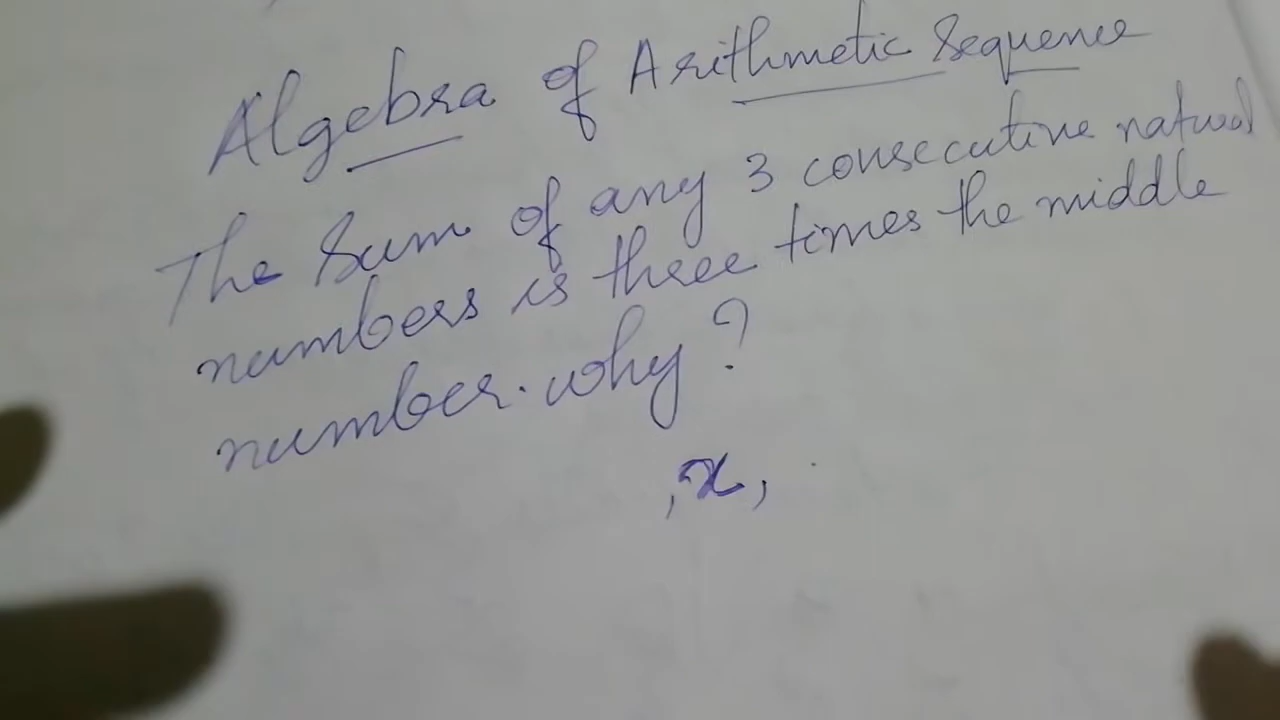 Algebra of Arithmetic Sequence
The Sum of any 3 consecutive natural
numbers is three times the middle
number. why?
, x,